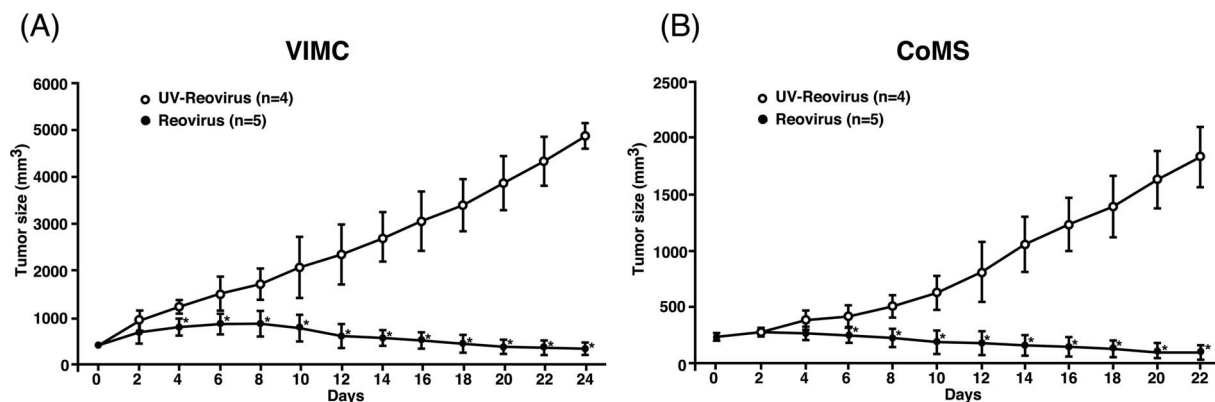 (A)
VIMC
UV-Reovirus (n=4)
Reovirus (n=5)
Tumor size (mm3)
6000
5000
4000
3000
2000
1000
0
* * * * * * * * * * *
0 2 4 6 8 10 12 14 16 18 20 22 24
Days
(B)
CoMS
UV-Reovirus (n=4)
Reovirus (n=5)
Tumor size (mm3)
2500
2000
1500
1000
500
0
* * * * * * * * * *
0 2 4 6 8 10 12 14 16 18 20 22
Days